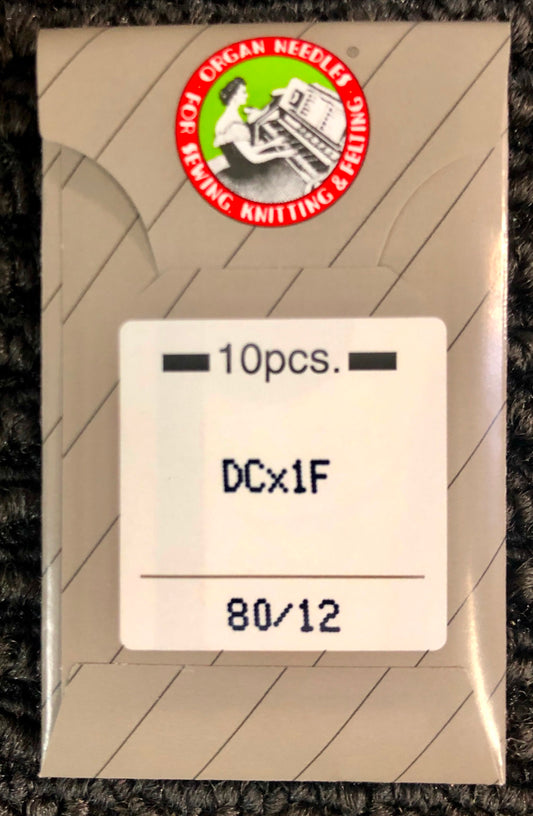 · ORGAN NEEDLES ·
FOR SEWING, KNITTING & FELTING
®
10pcs.
DCx1F
80/12